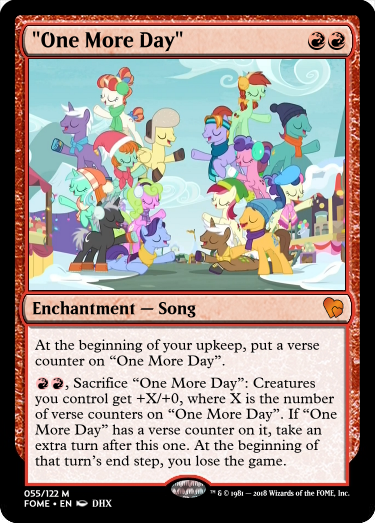 "One More Day"
Enchantment — Song
At the beginning of your upkeep, put a verse
counter on “One More Day”.
, Sacrifice “One More Day”: Creatures
you control get +X/+0, where X is the number
of verse counters on “One More Day”. If “One
More Day” has a verse counter on it, take an
extra turn after this one. At the beginning of
that turn’s end step, you lose the game.
055/122 M
FOME • EN DHX
™ & © 1981 — 2018 Wizards of the FOME, Inc.